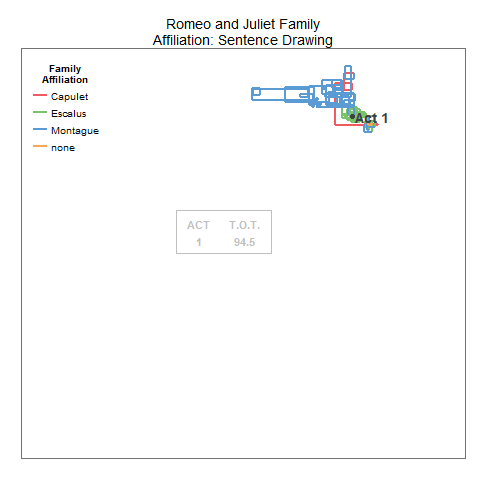 Romeo and Juliet Family
Affiliation: Sentence Drawing
Family
Affiliation
Capulet
Escalus
Montague
none
Act 1
ACT T.O.T.
1 94.5